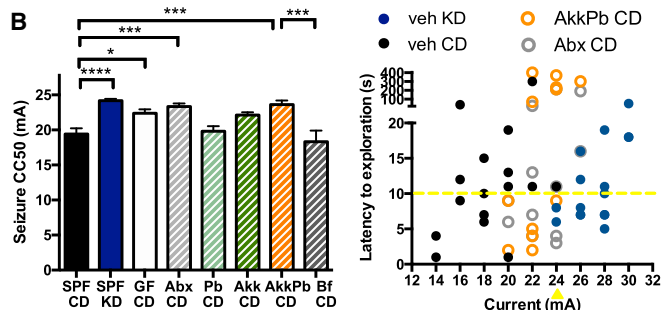 B
***
***
***
*
****
Seizure CC50 (mA)
25
20
15
10
5
0
SPF SPF GF Abx Pb Akk AkkPb Bf
CD KD CD CD CD CD CD CD
veh KD
AkkPb CD
veh CD
Abx CD
Latency to exploration (s)
400
300
200
100
20
15
10
5
0
12 14 16 18 20 22 24 26 28 30 32
Current (mA)